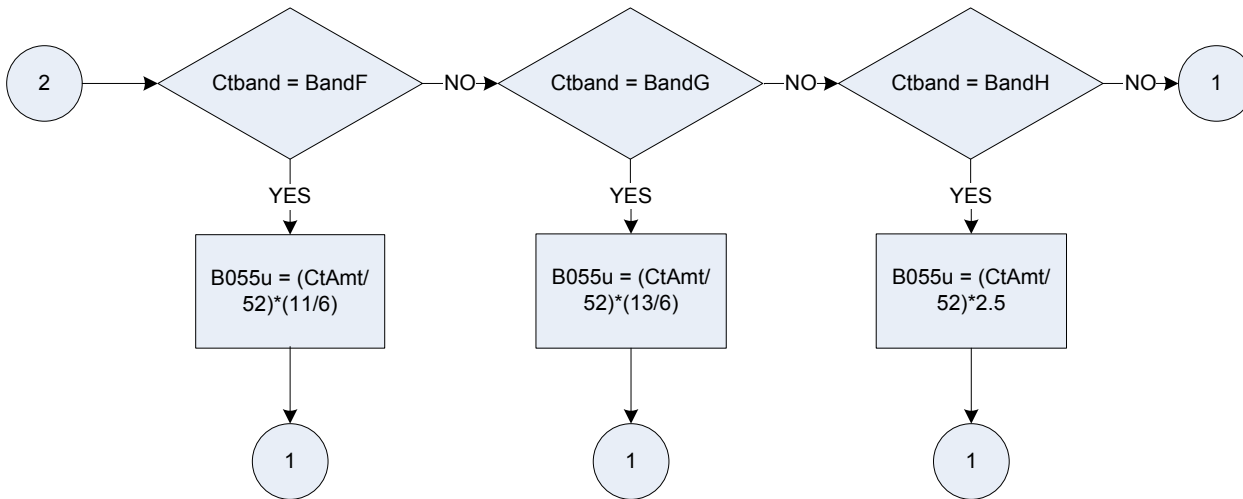 2
Ctband = BandF
NO
Ctband = BandG
NO
Ctband = BandH
NO
1
YES
YES
YES
B055u = (CtAmt/
52)*(11/6)
B055u = (CtAmt/
52)*(13/6)
B055u = (CtAmt/
52)*2.5
1
1
1